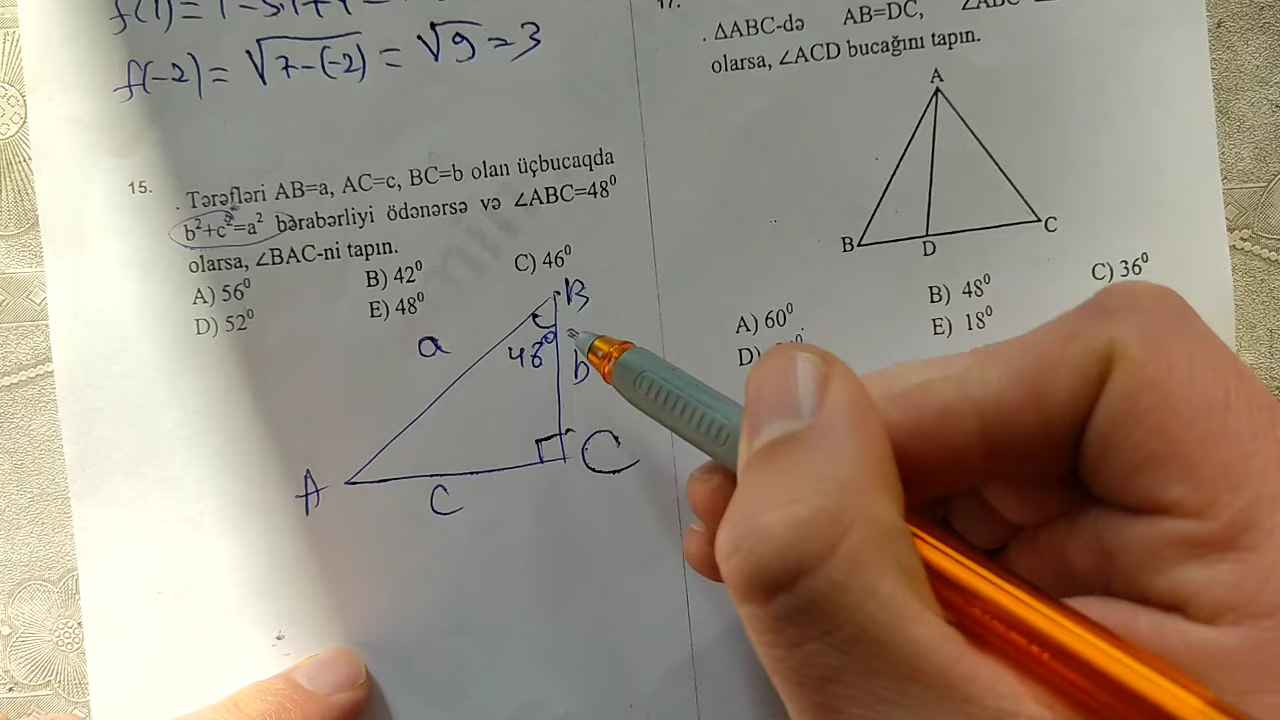 f(-2) = √7-(-2) = √9 = 3
15.
. Tərəfləri AB=a, AC=c, BC=b olan üçbucaqda
b²+c²=a² bərabərliyi ödənərsə və ∠ABC=48⁰
olarsa, ∠BAC-ni tapın.
A) 56⁰ B) 42⁰ C) 46⁰
D) 52⁰ E) 48⁰
B
a
48⁰
b
A
C
C
17.
. ΔABC-də AB=DC, ∠ABC
olarsa, ∠ACD bucağını tapın.
A
B
D
C
A) 60⁰ B) 48⁰ C) 36⁰
D) E) 18⁰